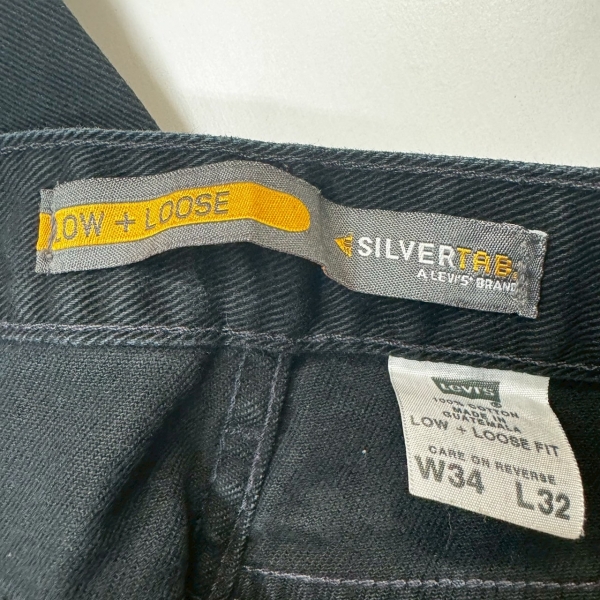 LOW + LOOSE
SILVERTAB
A LEVI'S® BRAND
Levi's®
100% COTTON
MADE IN
GUATEMALA
LOW + LOOSE FIT
CARE ON REVERSE
W34 L32